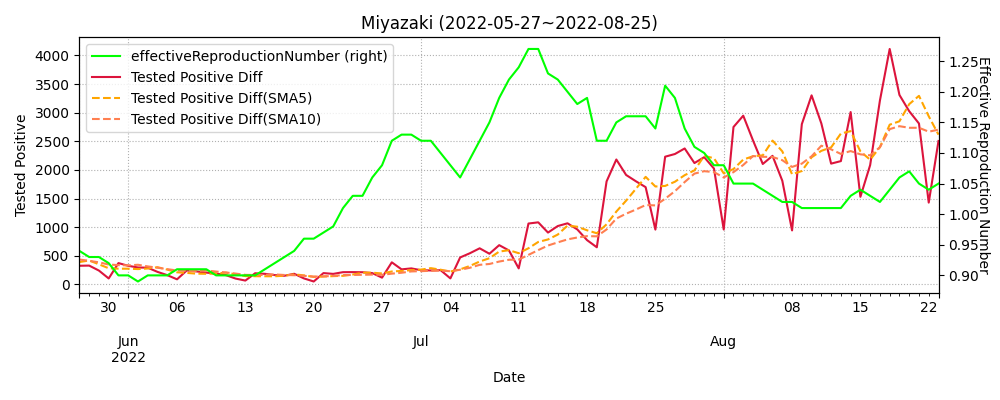 Miyazaki (2022-05-27~2022-08-25)
effectiveReproductionNumber (right)
Tested Positive Diff
Tested Positive Diff(SMA5)
Tested Positive Diff(SMA10)
Tested Positive
4000
3500
3000
2500
2000
1500
1000
500
0
Effective Reproduction Number
1.25
1.20
1.15
1.10
1.05
1.00
0.95
0.90
30 06 13 20 27 04 11 18 25 08 15 22
Jun Jul Aug
2022
Date